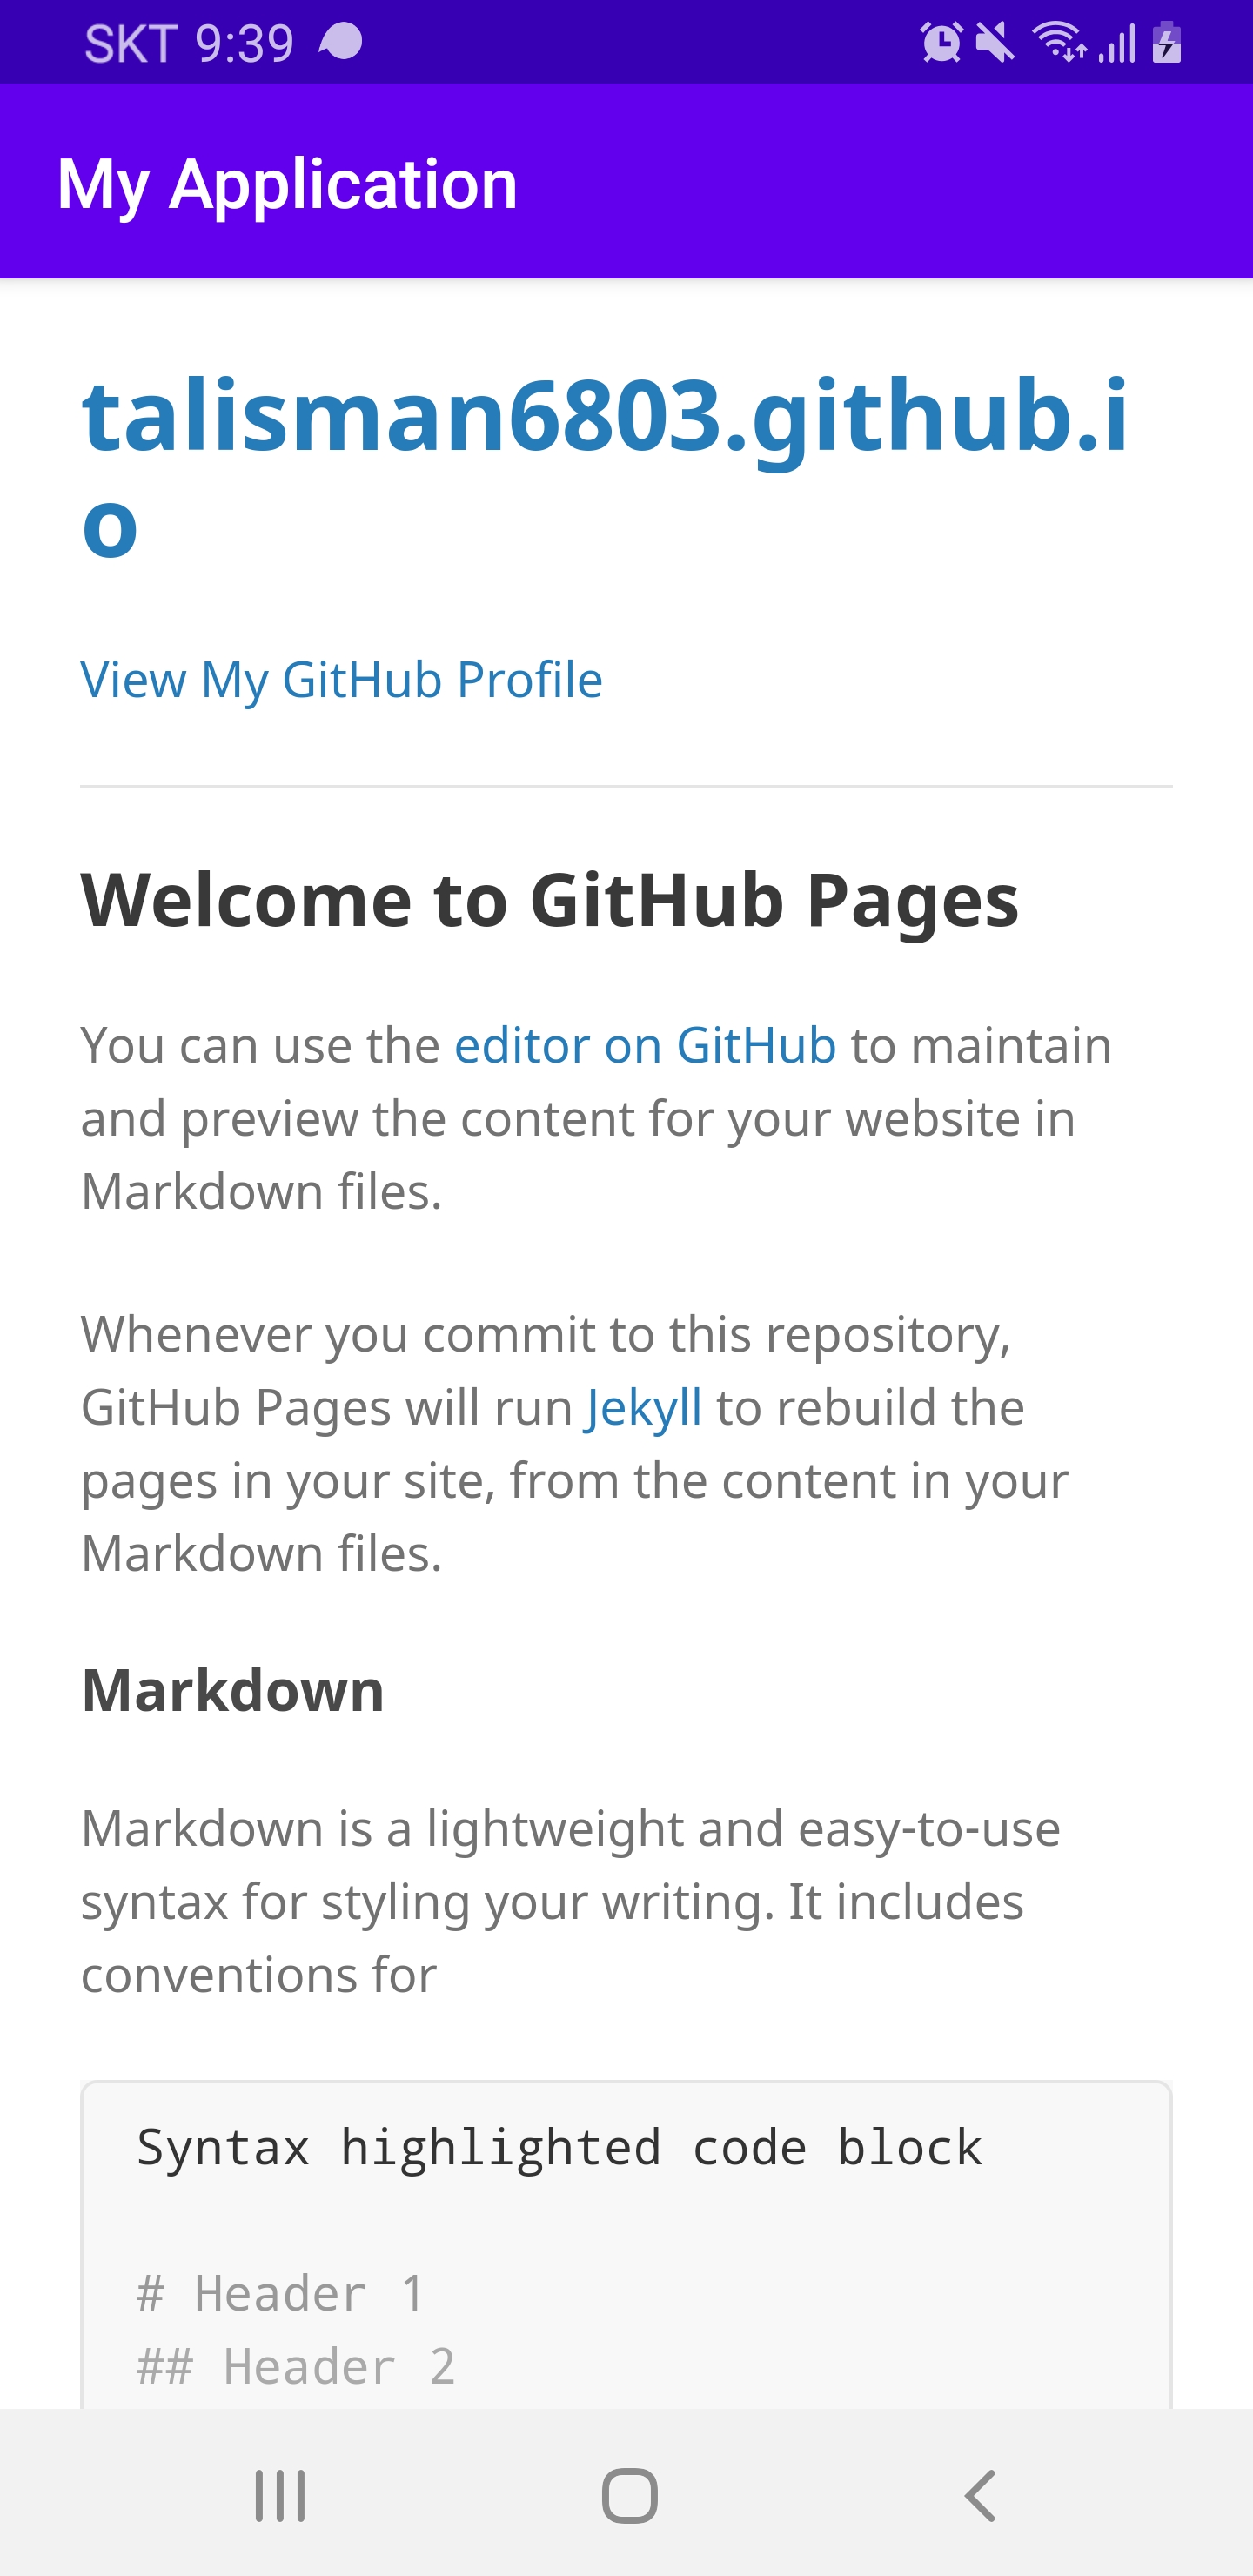 SKT 9:39
My Application
talisman6803.github.i
o
View My GitHub Profile
Welcome to GitHub Pages
You can use the editor on GitHub to maintain
and preview the content for your website in
Markdown files.
Whenever you commit to this repository,
GitHub Pages will run Jekyll to rebuild the
pages in your site, from the content in your
Markdown files.
Markdown
Markdown is a lightweight and easy-to-use
syntax for styling your writing. It includes
conventions for
Syntax highlighted code block
# Header 1
## Header 2